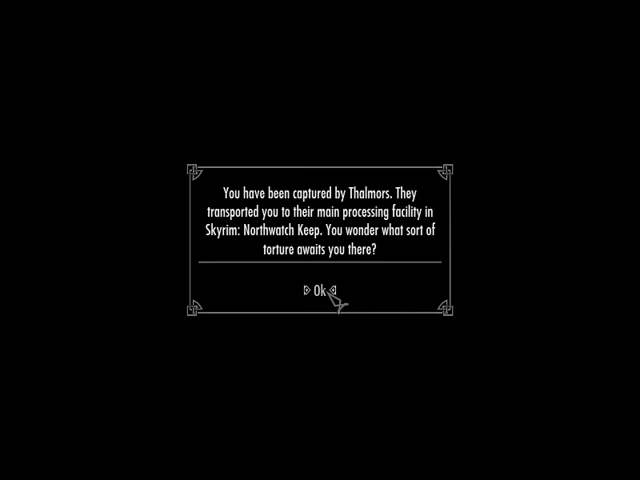 You have been captured by Thalmors. They
transported you to their main processing facility in
Skyrim: Northwatch Keep. You wonder what sort of
torture awaits you there?
Ok